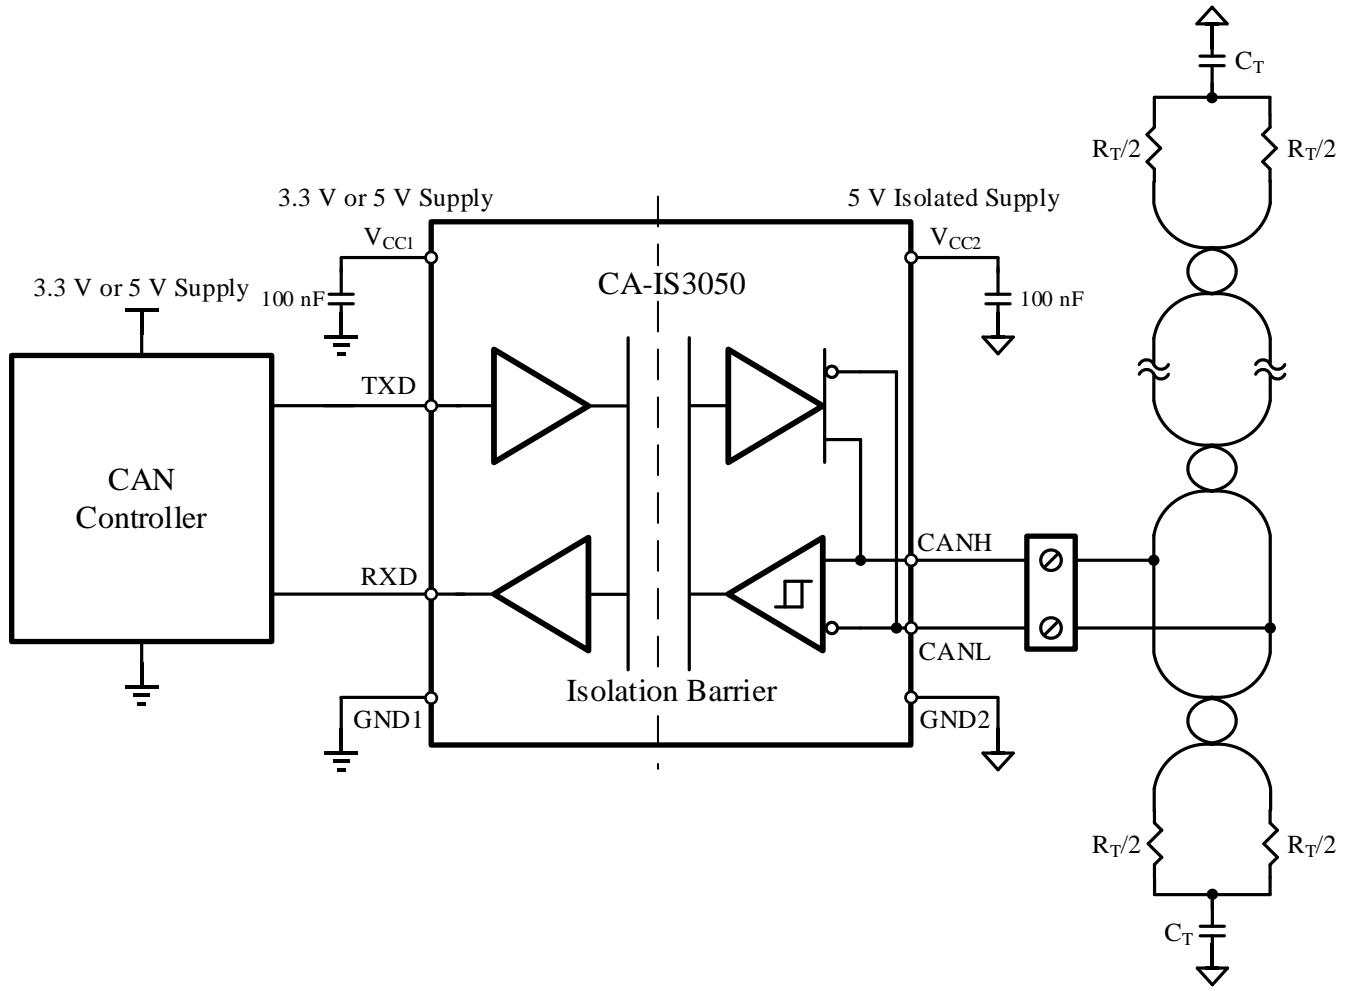 C_T
R_T/2
R_T/2
3.3 V or 5 V Supply
5 V Isolated Supply
V_CC1
V_CC2
CA-IS3050
3.3 V or 5 V Supply
100 nF
100 nF
TXD
CAN
Controller
CANH
RXD
CANL
Isolation Barrier
GND1
GND2
R_T/2
R_T/2
C_T